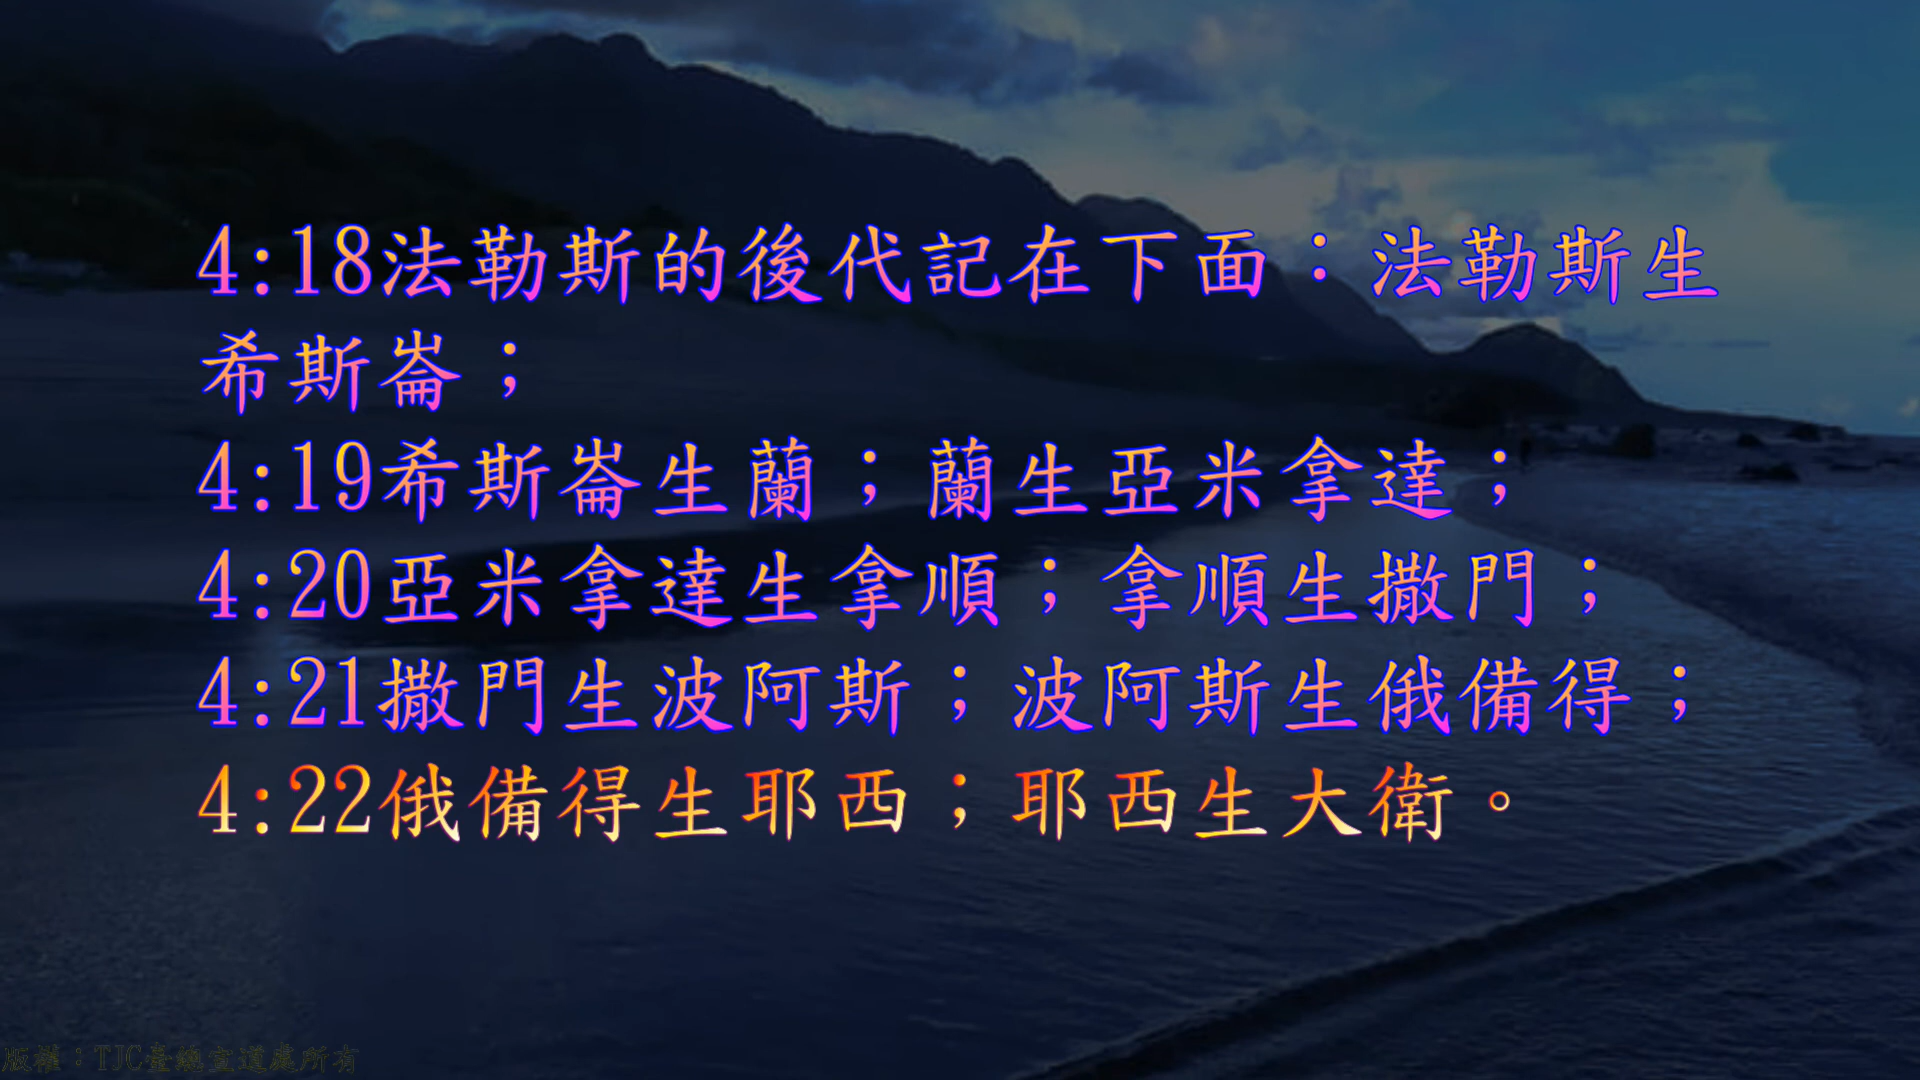 4:18法勒斯的後代記在下面：法勒斯生
希斯崙；
4:19希斯崙生蘭；蘭生亞米拿達；
4:20亞米拿達生拿順；拿順生撒門；
4:21撒門生波阿斯；波阿斯生俄備得；
4:22俄備得生耶西；耶西生大衛。
版權：TJC臺總宣道處所有